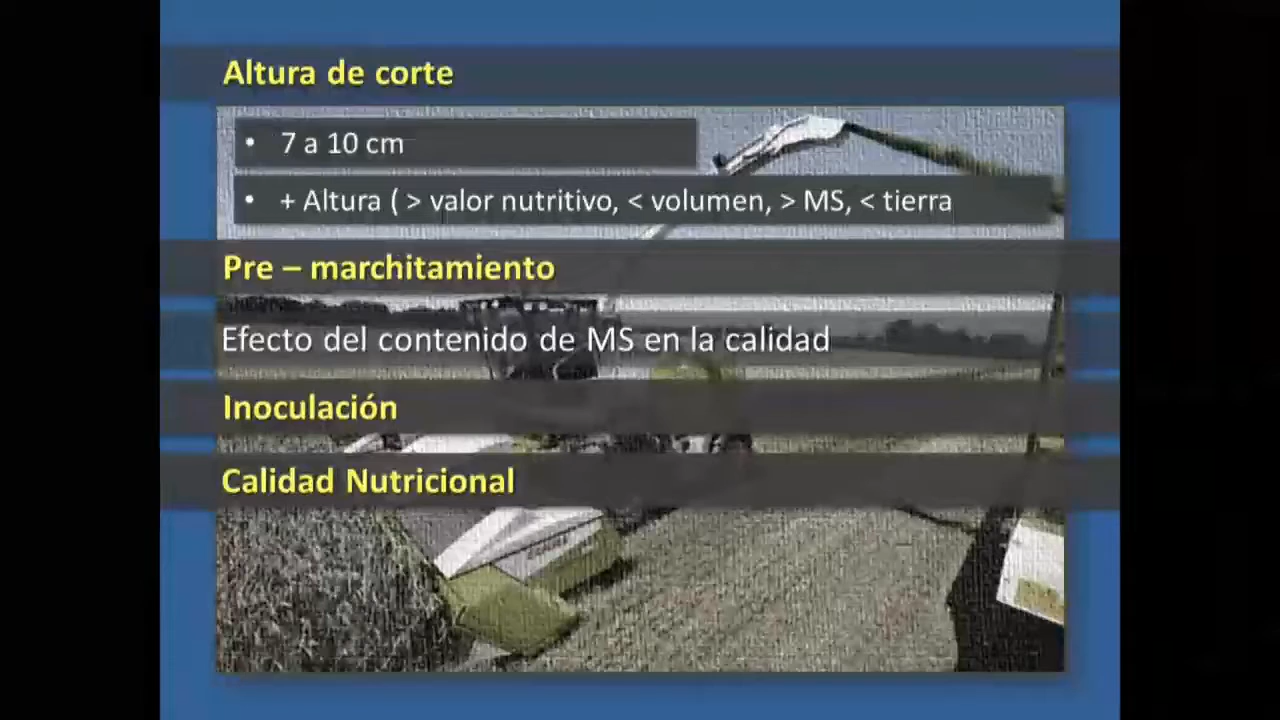 Altura de corte
• 7 a 10 cm
• + Altura ( > valor nutritivo, < volumen, > MS, < tierra
Pre – marchitamiento
Efecto del contenido de MS en la calidad
Inoculación
Calidad Nutricional